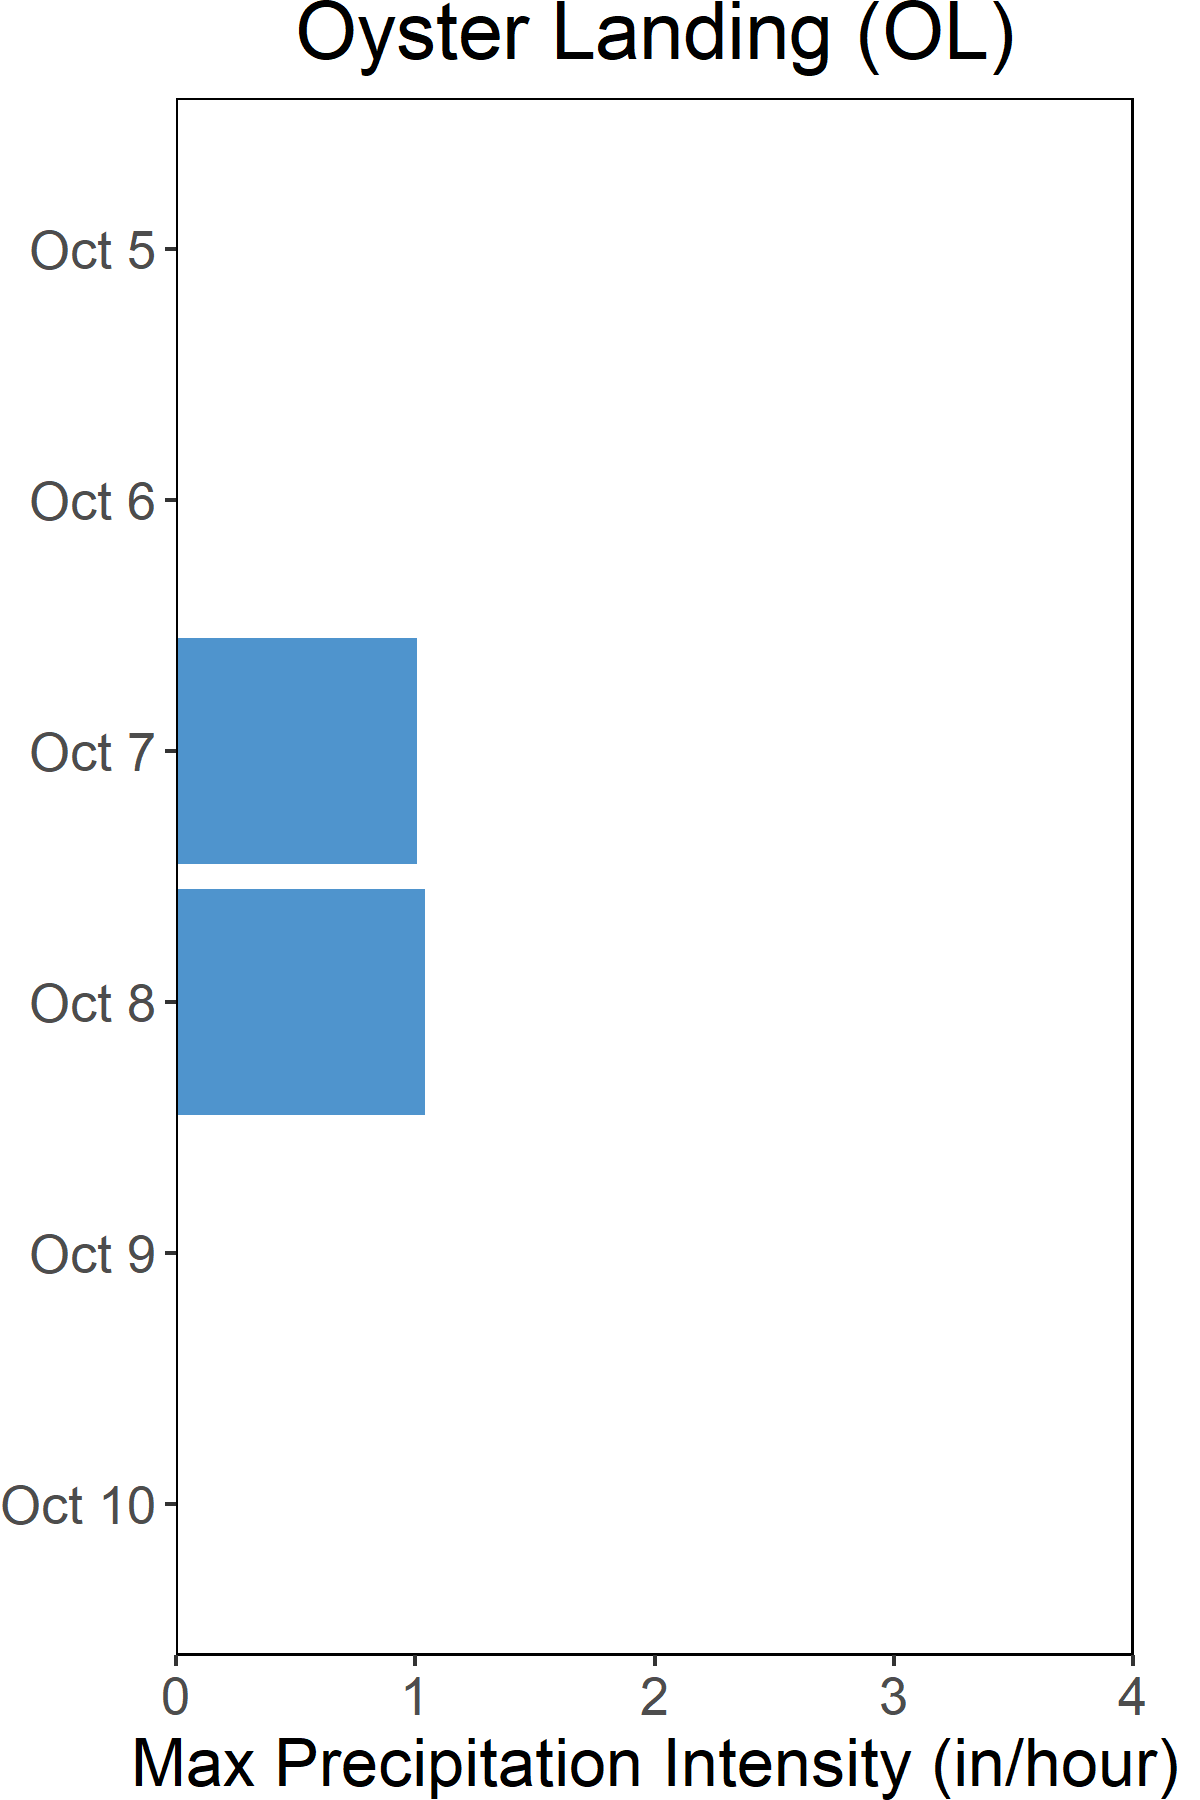 Oyster Landing (OL)
Oct 5
Oct 6
Oct 7
Oct 8
Oct 9
Oct 10
0 1 2 3 4
Max Precipitation Intensity (in/hour)